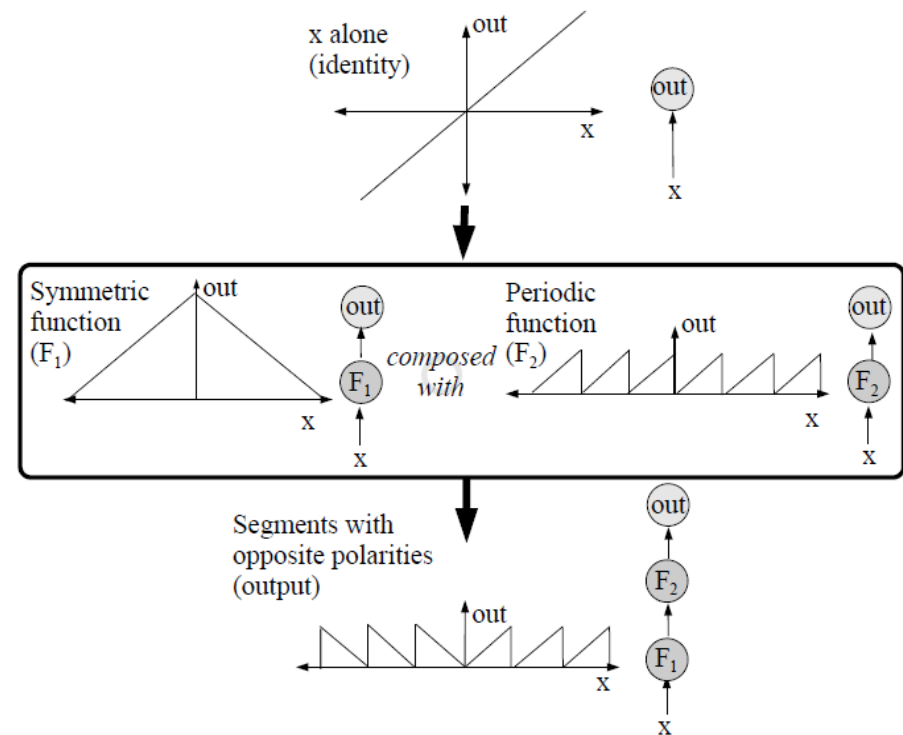 x alone
(identity)
out
x
out
x
Symmetric
function
(F₁)
out
x
out
F₁
x
composed
with
Periodic
function
(F₂)
out
x
out
F₂
x
Segments with
opposite polarities
(output)
out
x
out
F₂
F₁
x